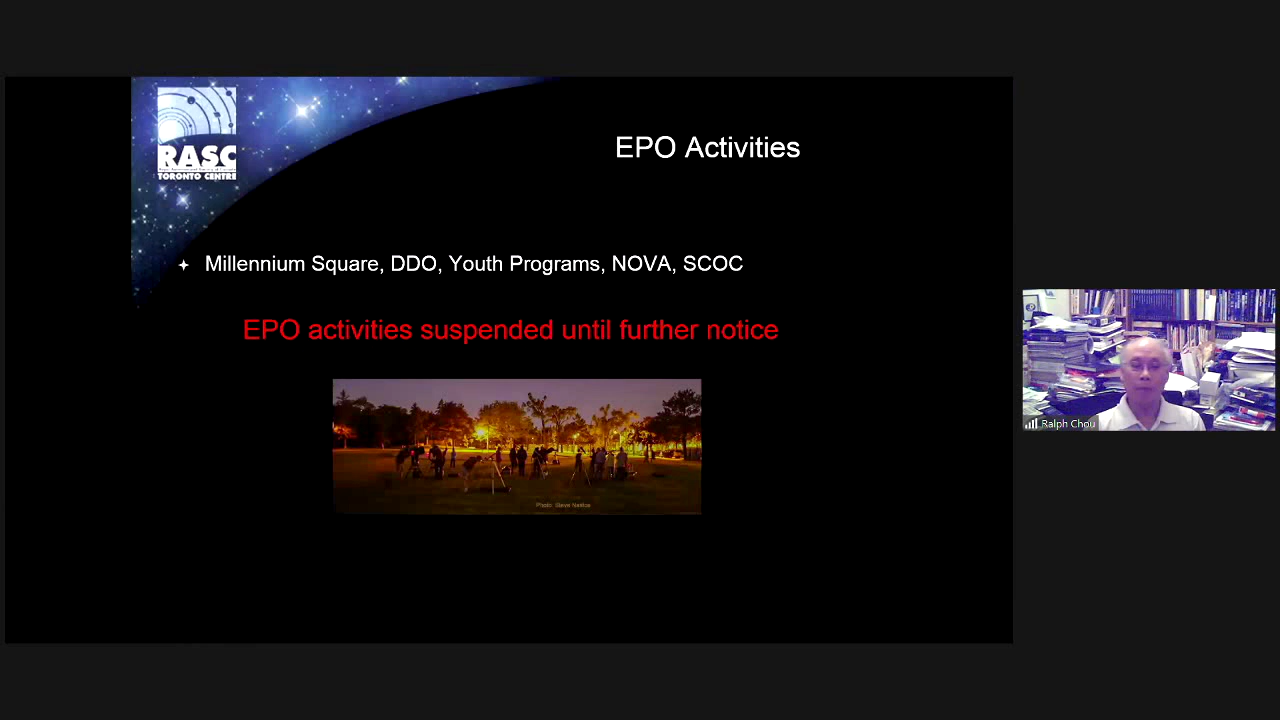 RASC
TORONTO CENTRE
EPO Activities
Millennium Square, DDO, Youth Programs, NOVA, SCOC
EPO activities suspended until further notice
Ralph Chou